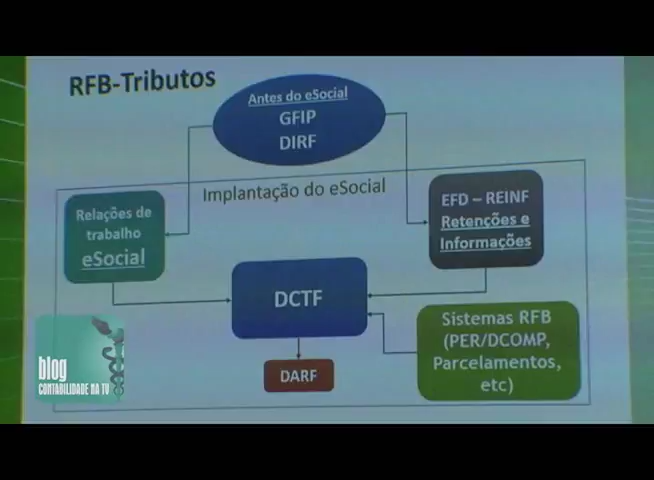 RFB-Tributos
Antes do eSocial
GFIP
DIRF
Implantação do eSocial
Relações de
trabalho
eSocial
EFD – REINF
Retenções e
Informações
DCTF
Sistemas RFB
(PER/DCOMP,
Parcelamentos,
etc)
DARF
blog
CONTABILIDADE NA TV